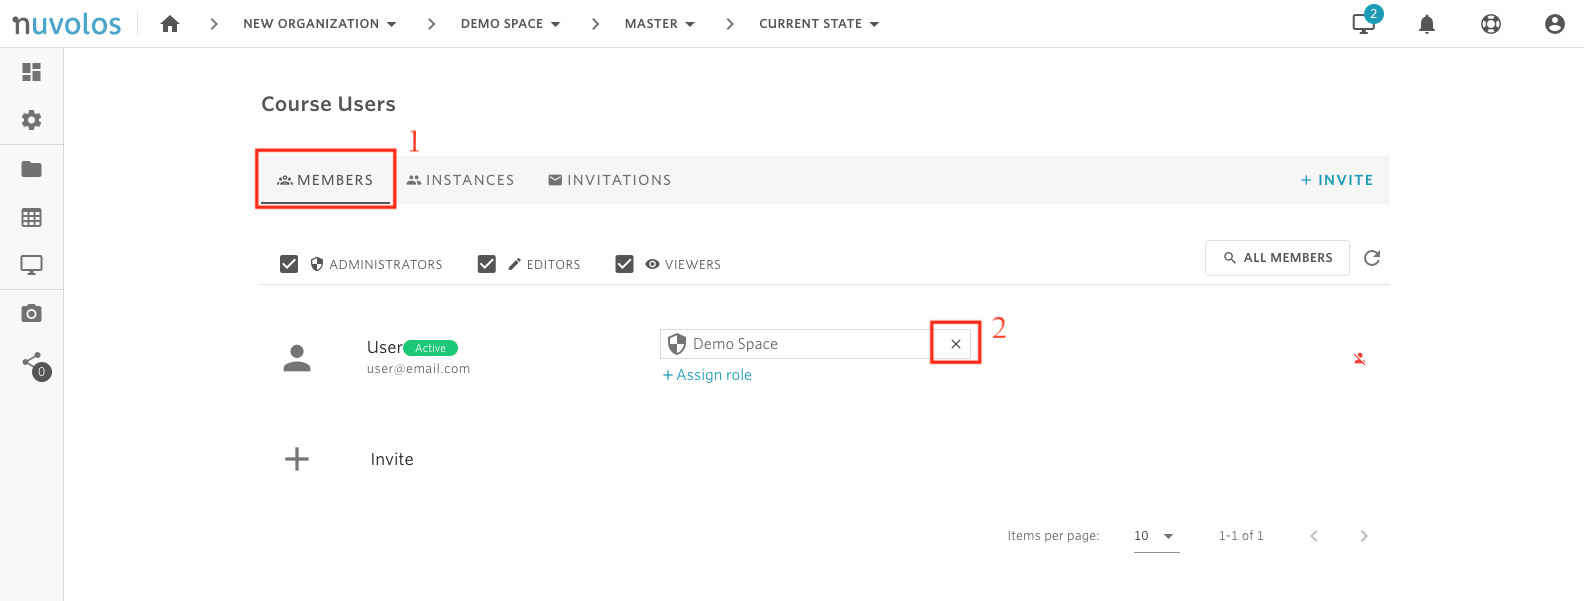 nuvolos NEW ORGANIZATION DEMO SPACE MASTER CURRENT STATE 2
Course Users
1
MEMBERS INSTANCES INVITATIONS + INVITE
ADMINISTRATORS EDITORS VIEWERS ALL MEMBERS
2
User Active Demo Space
user@email.com
0
+ Assign role
Invite
Items per page: 10 1-1 of 1